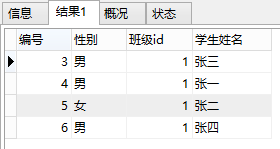 信息 结果1 概况 状态
编号 性别 班级id 学生姓名
3 男 1 张三
4 男 1 张一
5 女 1 张二
6 男 1 张四